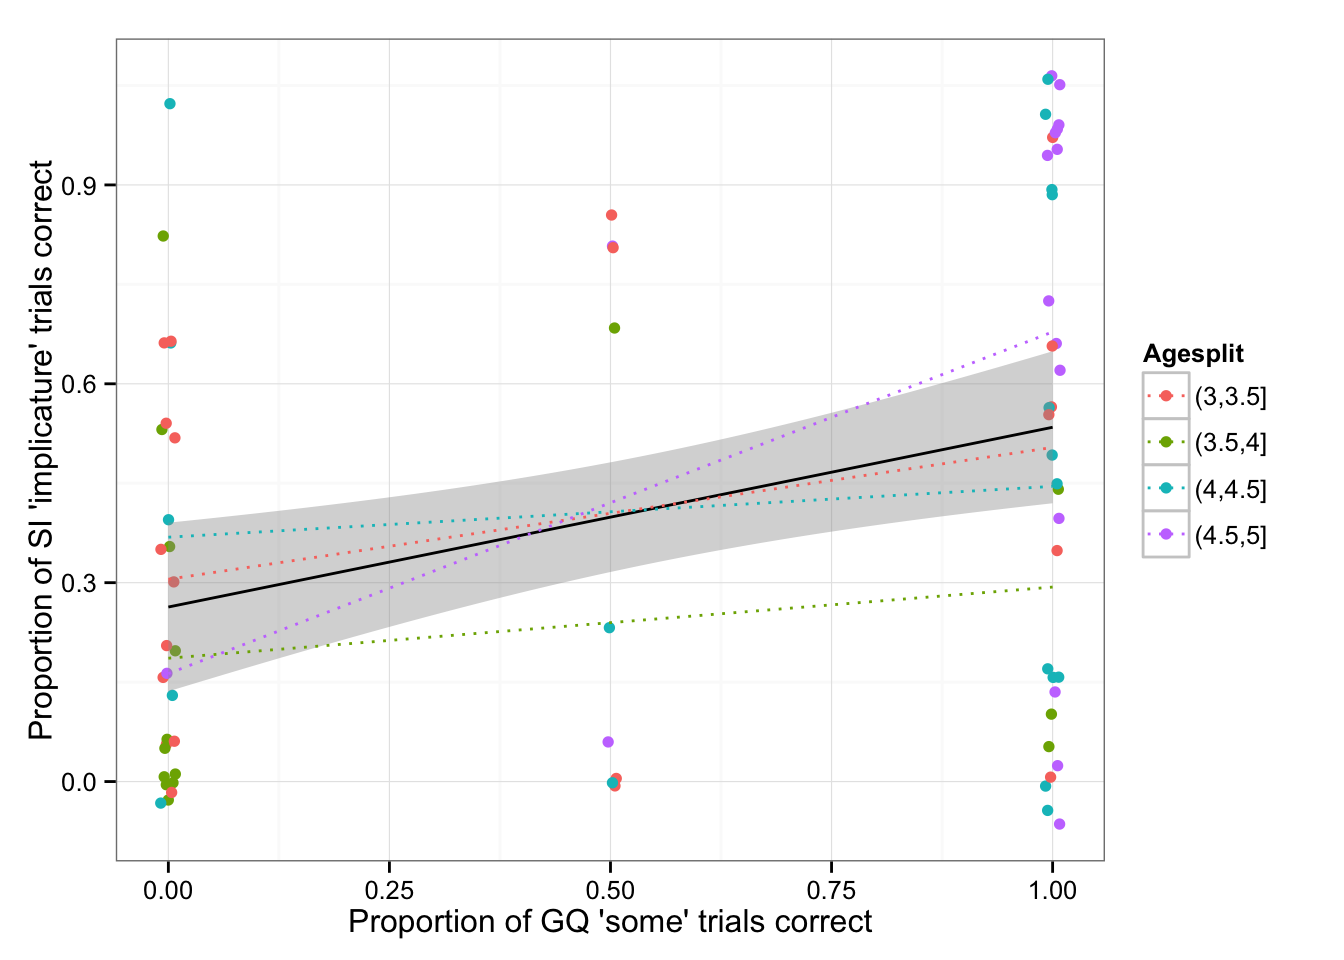 Proportion of SI 'implicature' trials correct
0.9
0.6
0.3
0.0
0.00 0.25 0.50 0.75 1.00
Proportion of GQ 'some' trials correct
Agesplit
(3,3.5]
(3.5,4]
(4,4.5]
(4.5,5]